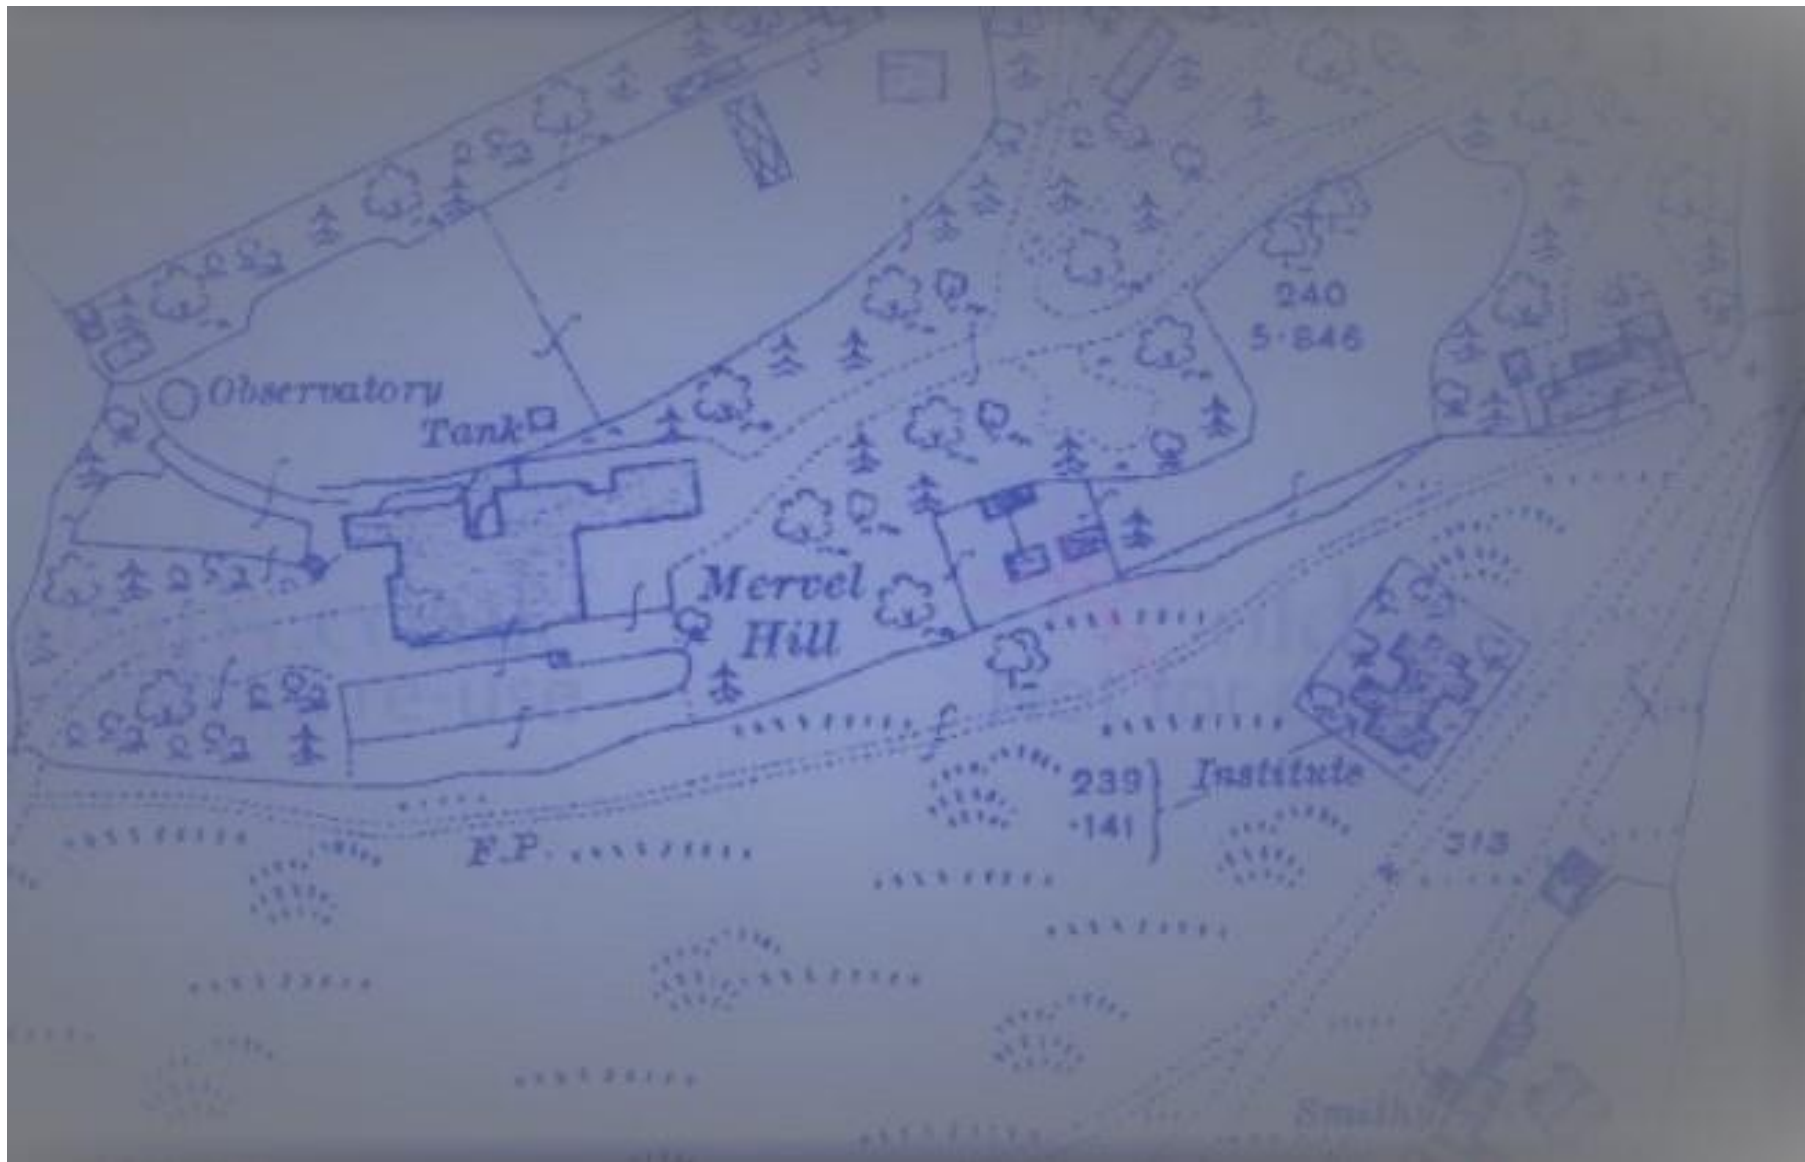 240
5·846
Observatory
Tank
Mervel
Hill
239
·141
Institute
F.P.
313
Smithy